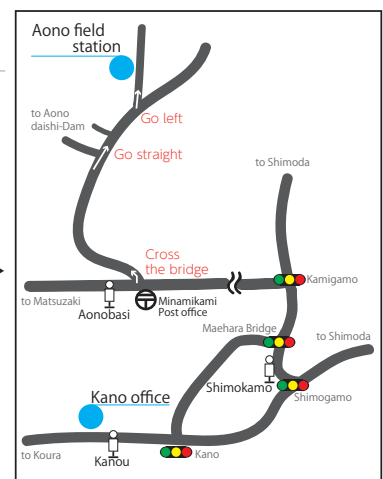 Aono field
station
Go left
to Aono
daishi-Dam
Go straight
to Shimoda
Cross
the bridge
Kamigamo
to Matsuzaki
Aonobasi
Minamikami
Post office
Maehara Bridge
to Shimoda
Shimokamo
Shimogamo
Kano office
to Koura
Kanou
Kano